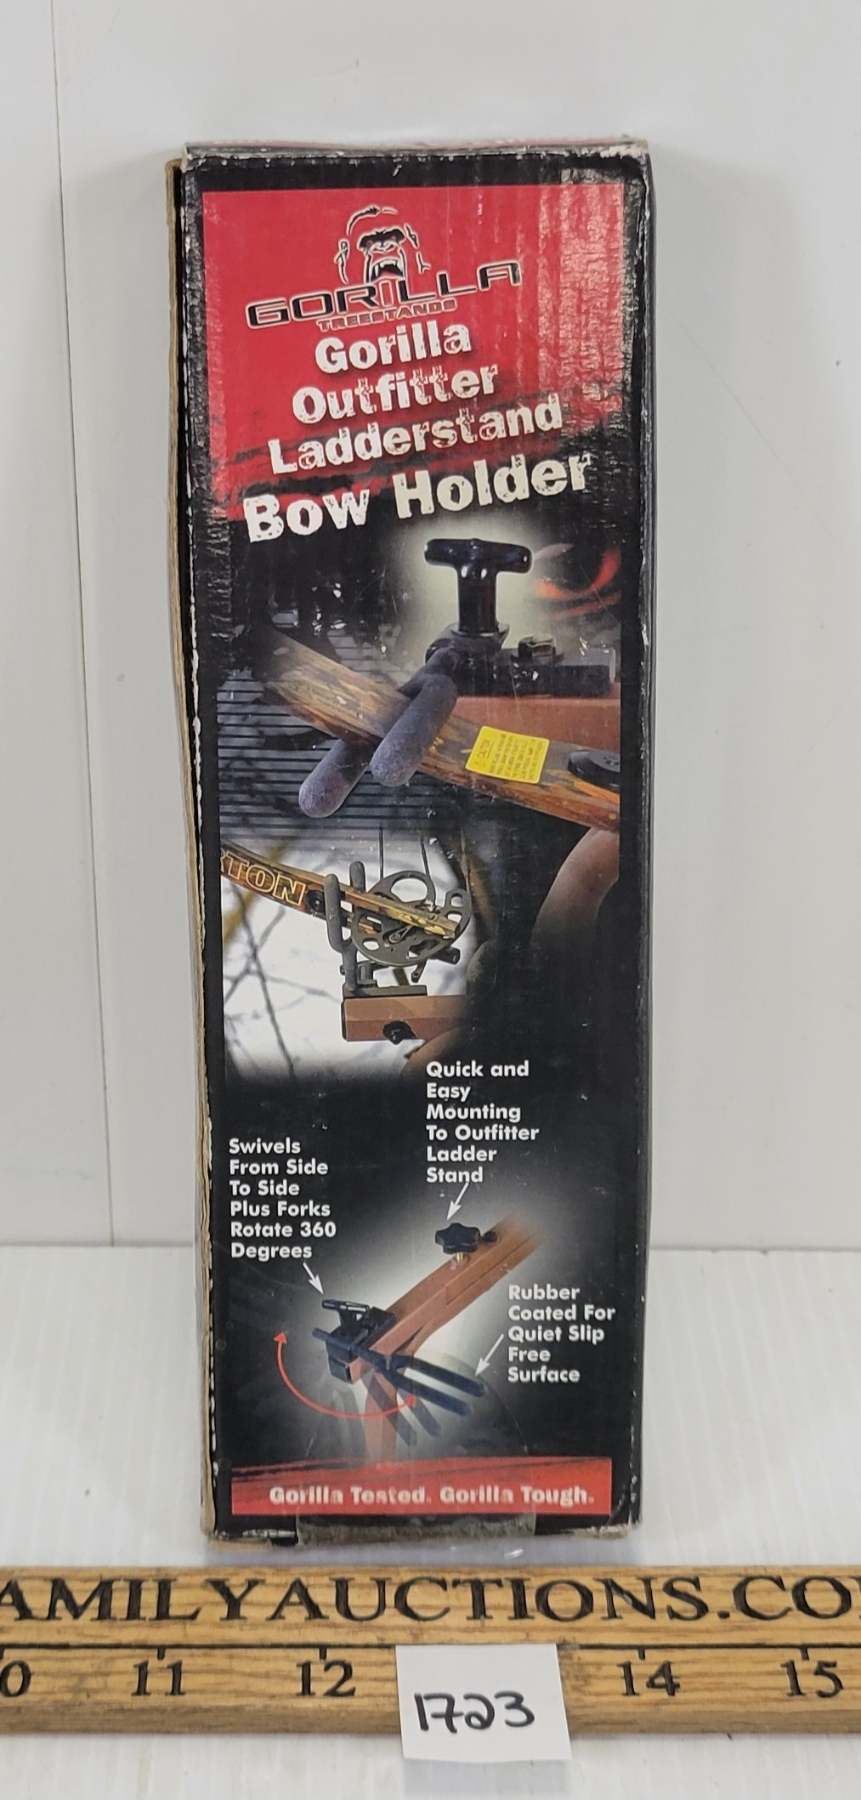 GORILLA
TREESTANDS
Gorilla
Outfitter
Ladderstand
Bow Holder
RTON
Quick and
Easy
Mounting
To Outfitter
Ladder
Stand
Swivels
From Side
To Side
Plus Forks
Rotate 360
Degrees
Rubber
Coated For
Quiet Slip
Free
Surface
Gorilla Tested. Gorilla Tough.
AMILYAUCTIONS.CO
0 11 12 14 15
1723